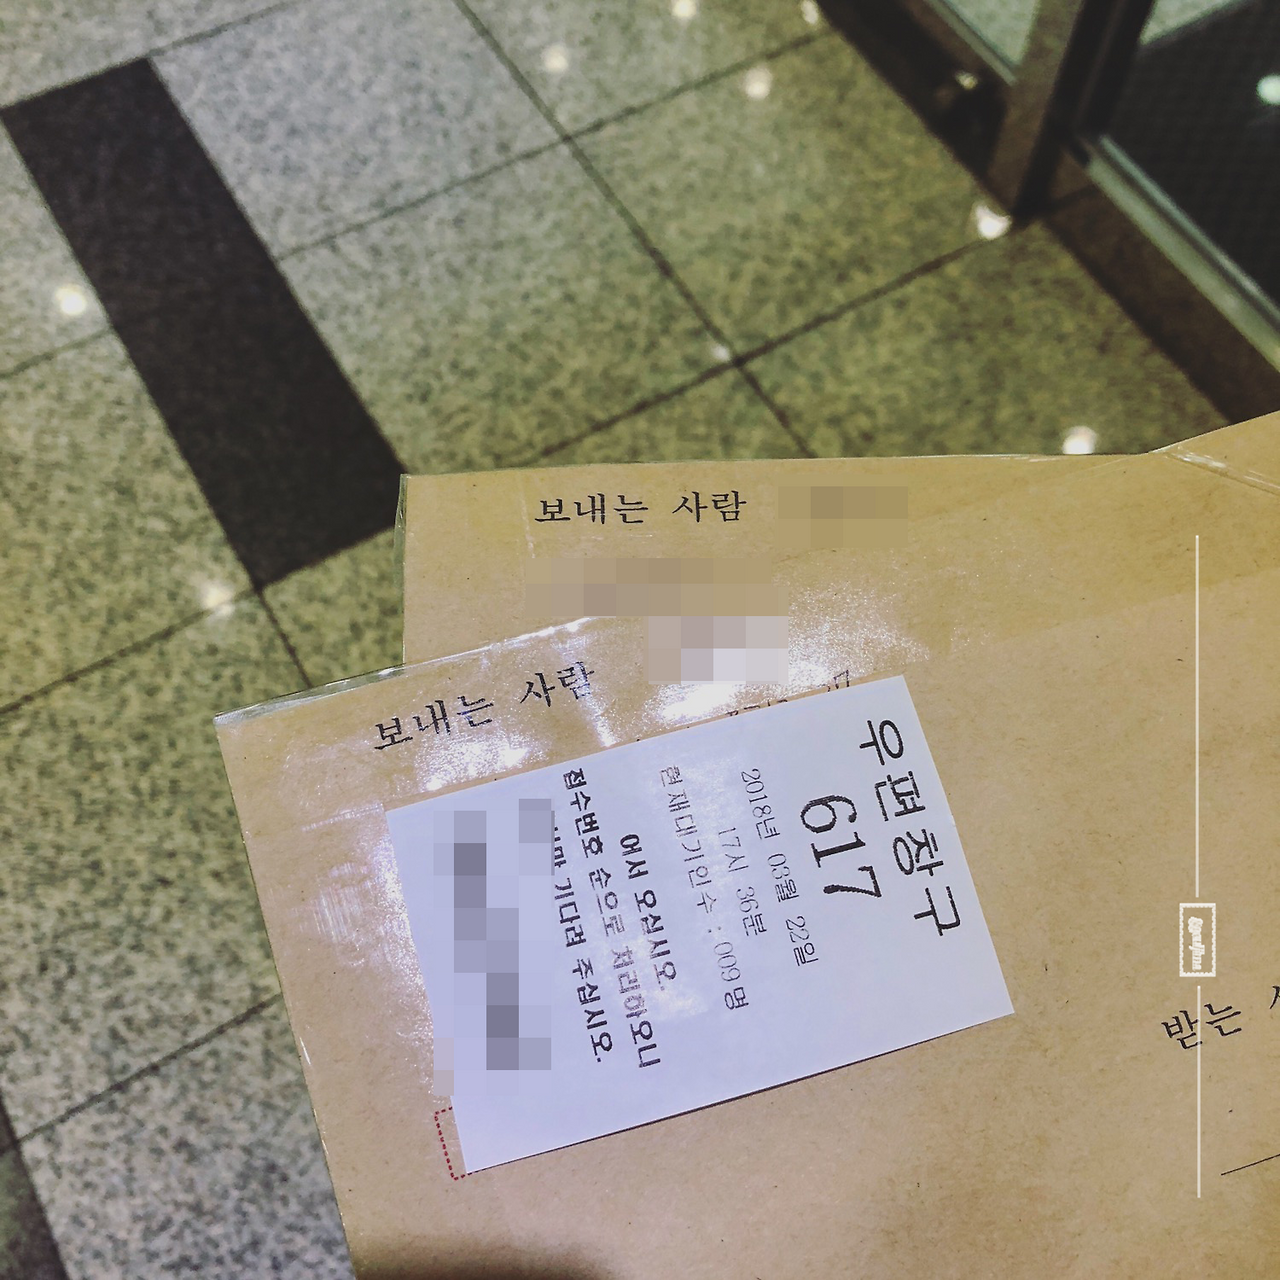 보내는 사람
보내는 사람
우편창구
617
2018년 03월 22일
17시 36분
현재대기인수 : 009명
어서 오십시오.
접수번호 순으로 처리하오니
기다려 주십시오.
받는